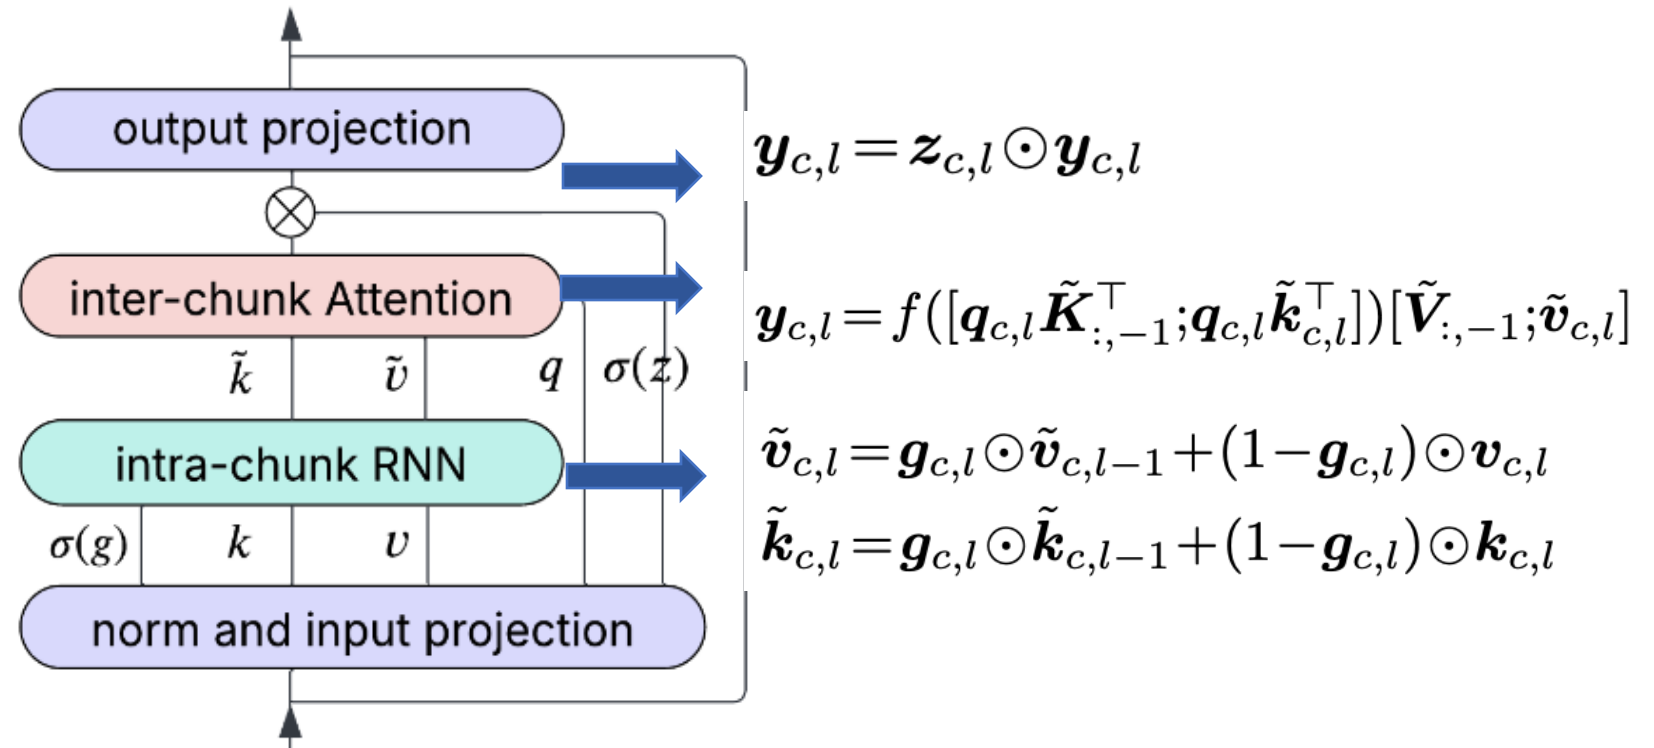 output projection
y_{c,l} = z_{c,l} ⊙ y_{c,l}
inter-chunk Attention
y_{c,l} = f([q_{c,l} K̃^⊤_{:,−1}; q_{c,l} k̃^⊤_{c,l}])[Ṽ_{:,−1}; ṽ_{c,l}]
k̃ ṽ q σ(z)
intra-chunk RNN
ṽ_{c,l} = g_{c,l} ⊙ ṽ_{c,l−1} + (1−g_{c,l}) ⊙ v_{c,l}
σ(g) k v
k̃_{c,l} = g_{c,l} ⊙ k̃_{c,l−1} + (1−g_{c,l}) ⊙ k_{c,l}
norm and input projection